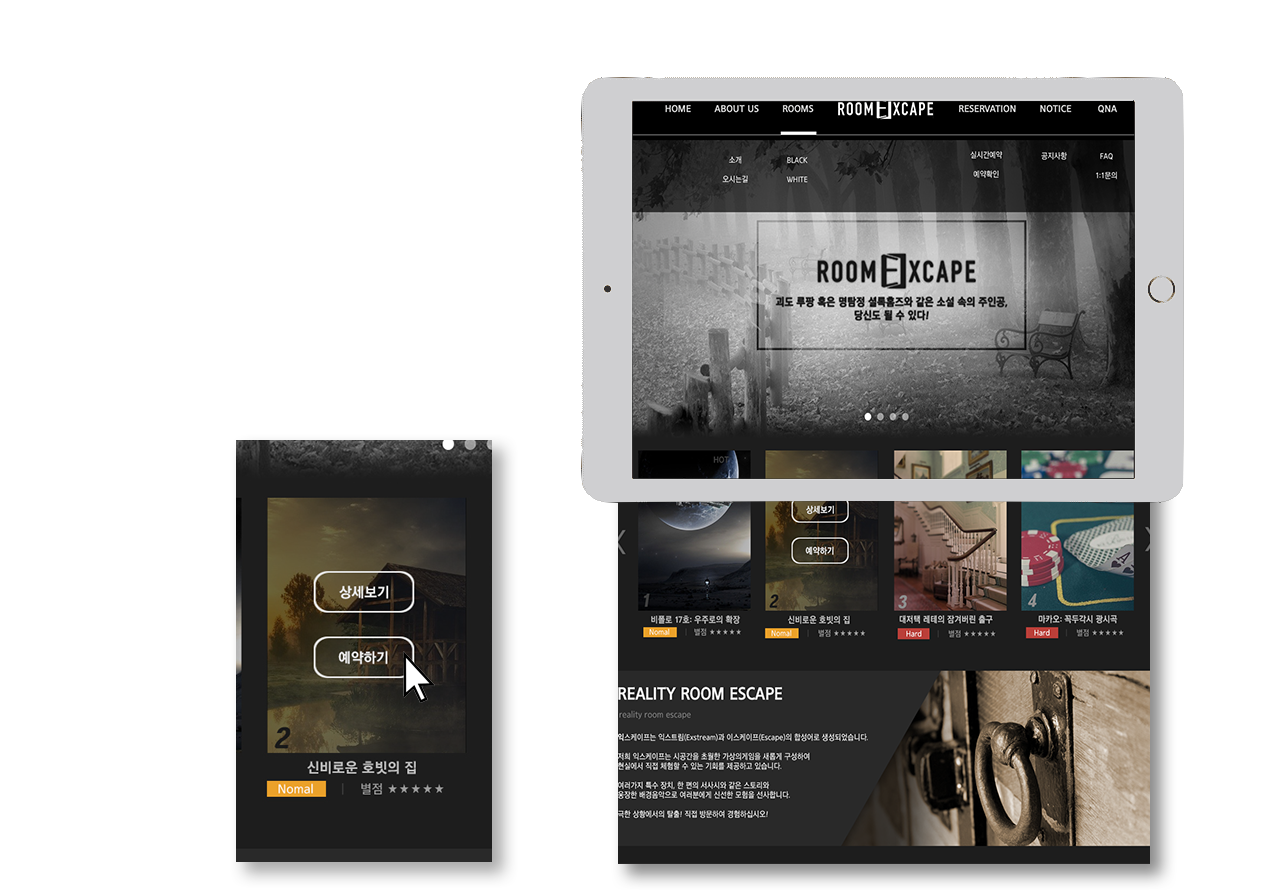 HOME ABOUT US ROOMS ROOMEXCAPE RESERVATION NOTICE QNA
소개 BLACK 실시간예약 공지사항 FAQ
오시는길 WHITE 예약확인 1:1문의
ROOMEXCAPE
괴도 루팡 혹은 명탐정 셜록홈즈와 같은 소설 속의 주인공,
당신도 될 수 있다!
HOT
상세보기
예약하기
1 2 3 4
비플로 17호: 우주로의 확장 신비로운 호빗의 집 대저택 레테의 잠겨버린 출구 마카오: 꼭두각시 광시곡
Nomal | 별점 ★★★★★ Nomal | 별점 ★★★★★ Hard | 별점 ★★★★★ Hard | 별점 ★★★★★
REALITY ROOM ESCAPE
reality room escape
익스케이프는 익스트림(Exstream)과 이스케이프(Escape)의 합성어로 생성되었습니다.
저희 익스케이프는 시공간을 초월한 가상의게임을 새롭게 구성하여
현실에서 직접 체험할 수 있는 기회를 제공하고 있습니다.
여러가지 특수 장치, 한 편의 서사시와 같은 스토리와
웅장한 배경음악으로 여러분에게 신선한 모험을 선사합니다.
극한 상황에서의 탈출! 직접 방문하여 경험하십시오!
상세보기
예약하기
2
신비로운 호빗의 집
Nomal | 별점 ★★★★★